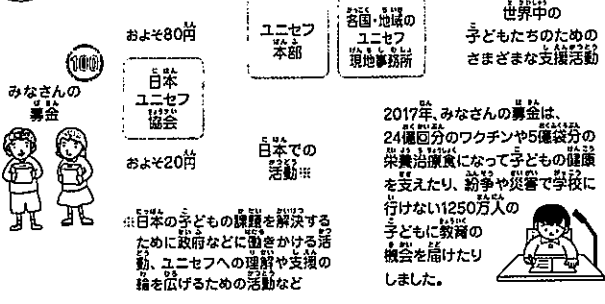 世界中の
子どもたちのための
さまざまな支援活動
各国・地域の
ユニセフ
現地事務所
ユニセフ
本部
およそ80円
100
みなさんの
募金
日本
ユニセフ
協会
およそ20円
日本での
活動※
※日本の子どもの課題を解決する
ために政府などに働きかける活
動、ユニセフへの理解や支援の
輪を広げるための活動など
2017年、みなさんの募金は、
24億回分のワクチンや5億袋分の
栄養治療食になって子どもの健康
を支えたり、紛争や災害で学校に
行けない1250万人の
子どもに教育の
機会を届けたり
しました。